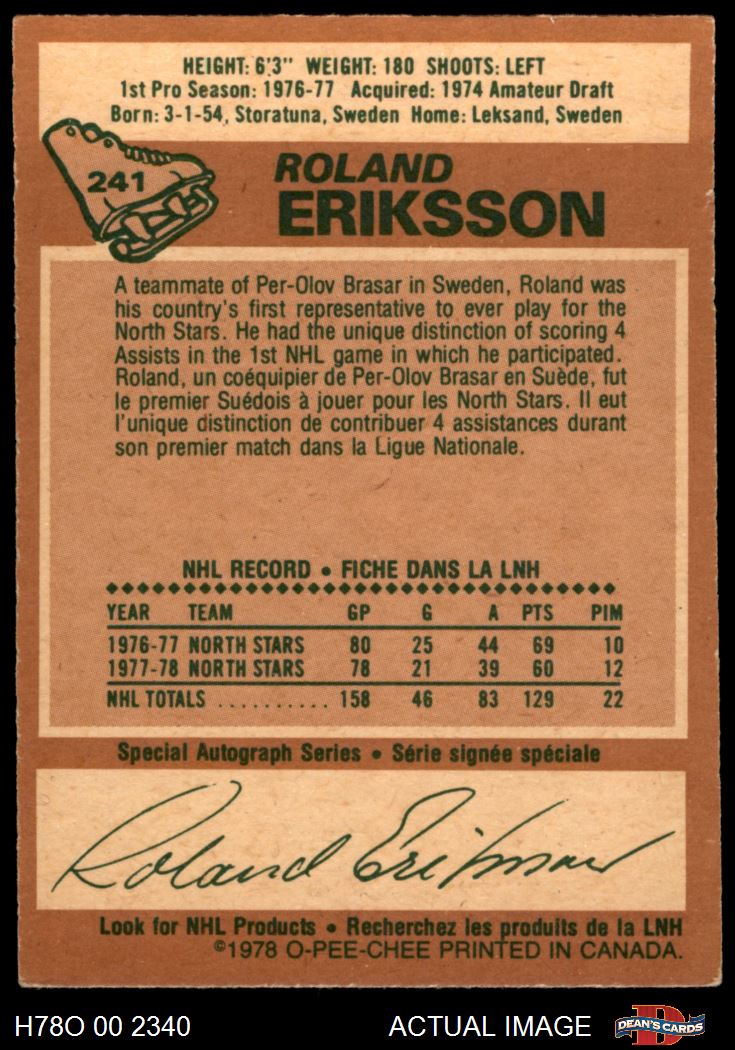 HEIGHT: 6'3" WEIGHT: 180 SHOOTS: LEFT
1st Pro Season: 1976-77 Acquired: 1974 Amateur Draft
Born: 3-1-54, Storatuna, Sweden Home: Leksand, Sweden
241
ROLAND
ERIKSSON
A teammate of Per-Olov Brasar in Sweden, Roland was
his country's first representative to ever play for the
North Stars. He had the unique distinction of scoring 4
Assists in the 1st NHL game in which he participated.
Roland, un coéquipier de Per-Olov Brasar en Suède, fut
le premier Suédois à jouer pour les North Stars. Il eut
l'unique distinction de contribuer 4 assistances durant
son premier match dans la Ligue Nationale.
NHL RECORD • FICHE DANS LA LNH
YEAR TEAM GP G A PTS PIM
1976-77 NORTH STARS 80 25 44 69 10
1977-78 NORTH STARS 78 21 39 60 12
NHL TOTALS .......... 158 46 83 129 22
Special Autograph Series • Série signée spéciale
Roland Eriksson
Look for NHL Products • Recherchez les produits de la LNH
©1978 O-PEE-CHEE PRINTED IN CANADA.
H78O 00 2340 ACTUAL IMAGE DEAN'S CARDS